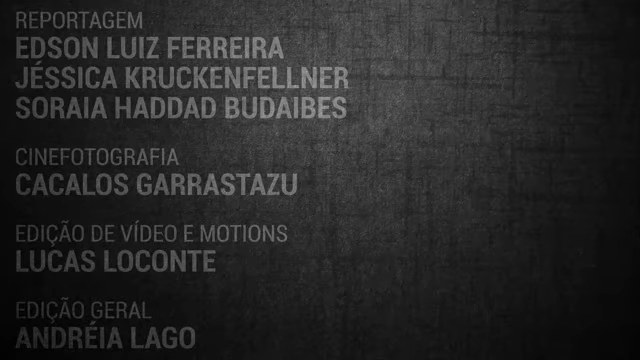 REPORTAGEM
EDSON LUIZ FERREIRA
JÉSSICA KRUCKENFELLNER
SORAIA HADDAD BUDAIBES
CINEFOTOGRAFIA
CACALOS GARRASTAZU
EDIÇÃO DE VÍDEO E MOTIONS
LUCAS LOCONTE
EDIÇÃO GERAL
ANDRÉIA LAGO